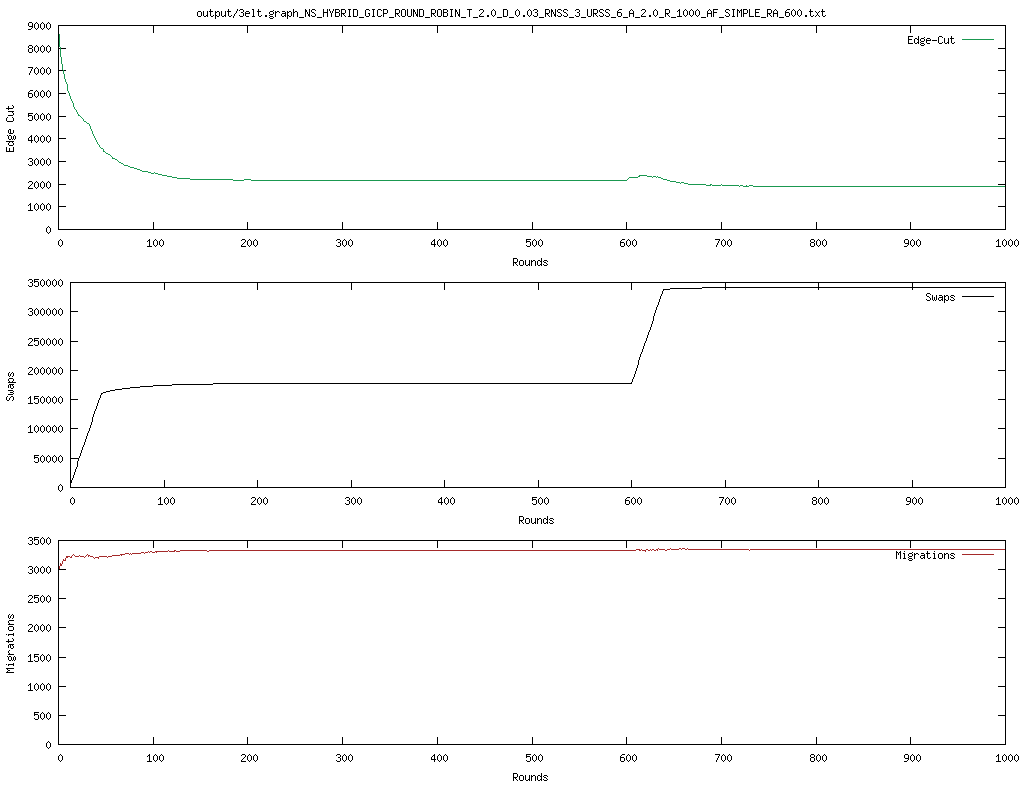 output/3elt.graph_NS_HYBRID_GICP_ROUND_ROBIN_T_2.0_D_0.03_RNSS_3_URSS_6_A_2.0_R_1000_AF_SIMPLE_RA_600.txt
9000
8000
7000
6000
5000
4000
3000
2000
1000
0
Edge Cut
Edge-Cut
0 100 200 300 400 500 600 700 800 900 1000
Rounds
350000
300000
250000
200000
150000
100000
50000
0
Swaps
Swaps
0 100 200 300 400 500 600 700 800 900 1000
Rounds
3500
3000
2500
2000
1500
1000
500
0
Migrations
Migrations
0 100 200 300 400 500 600 700 800 900 1000
Rounds